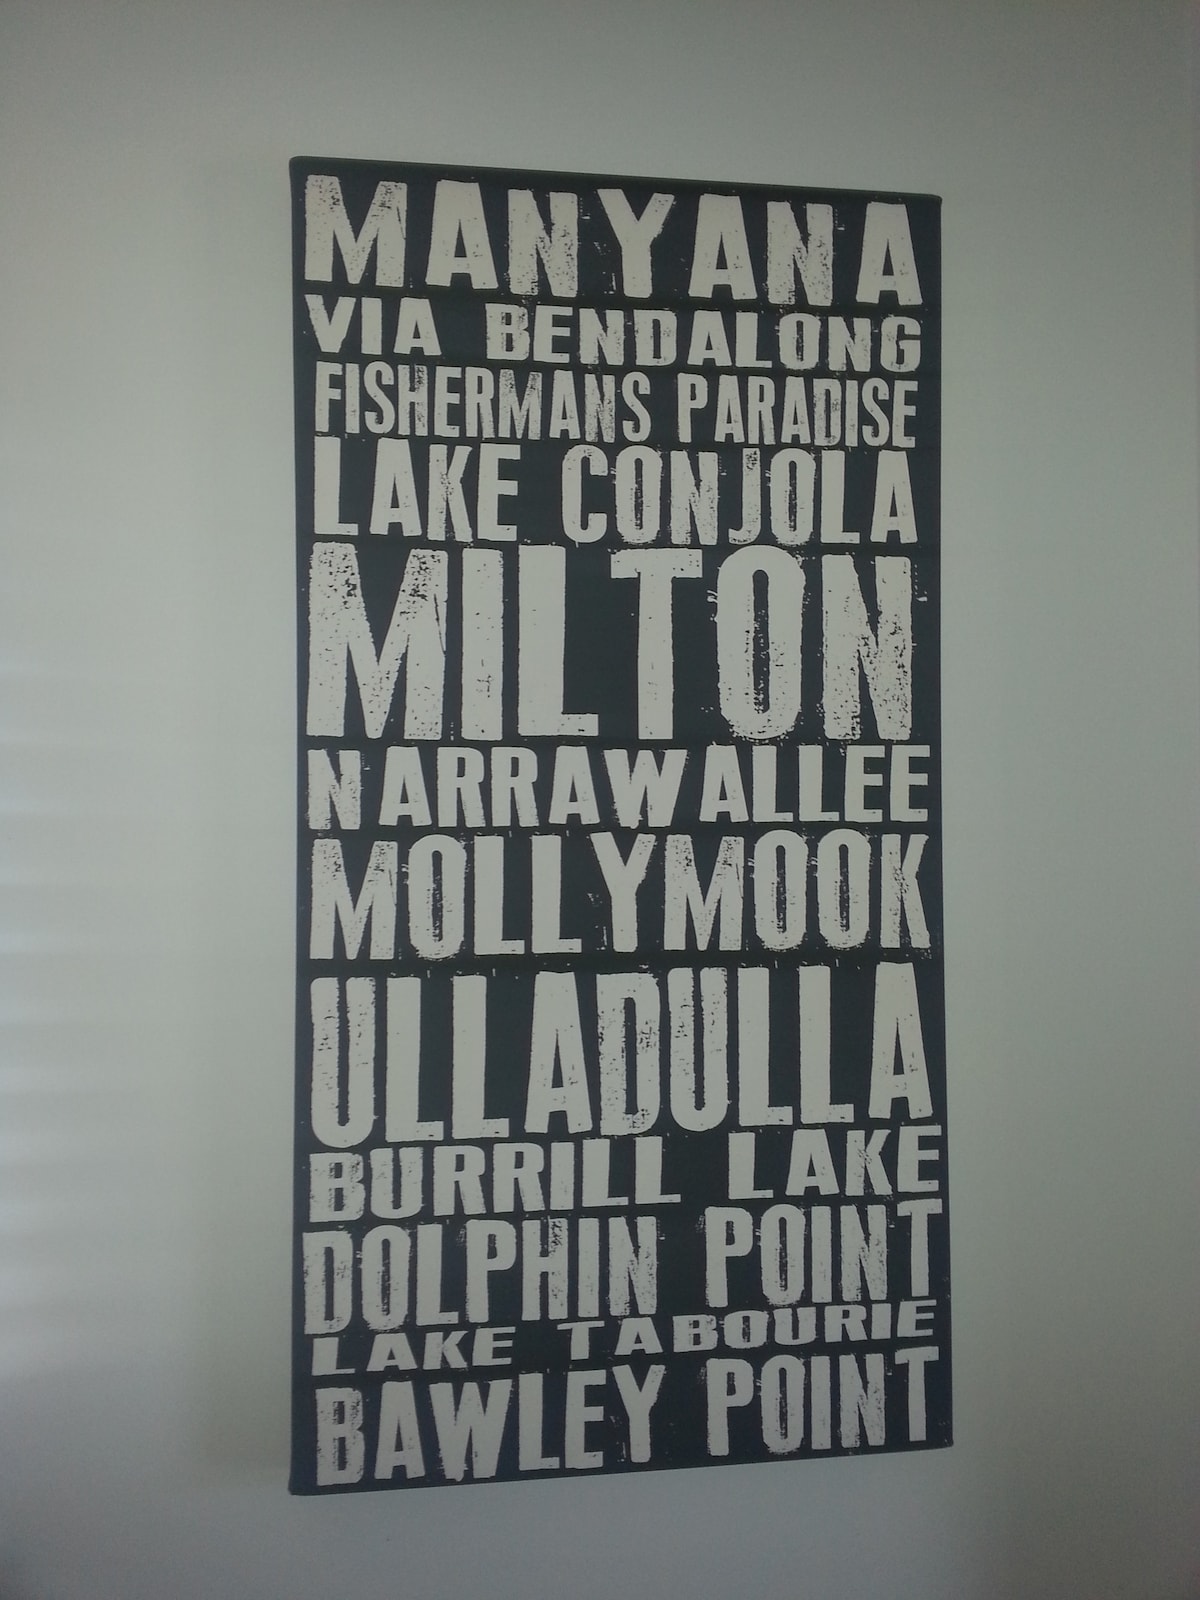 MANYANA
VIA BENDALONG
FISHERMANS PARADISE
LAKE CONJOLA
MILTON
NARRAWALLEE
MOLLYMOOK
ULLADULLA
BURRILL LAKE
DOLPHIN POINT
LAKE TABOURIE
BAWLEY POINT